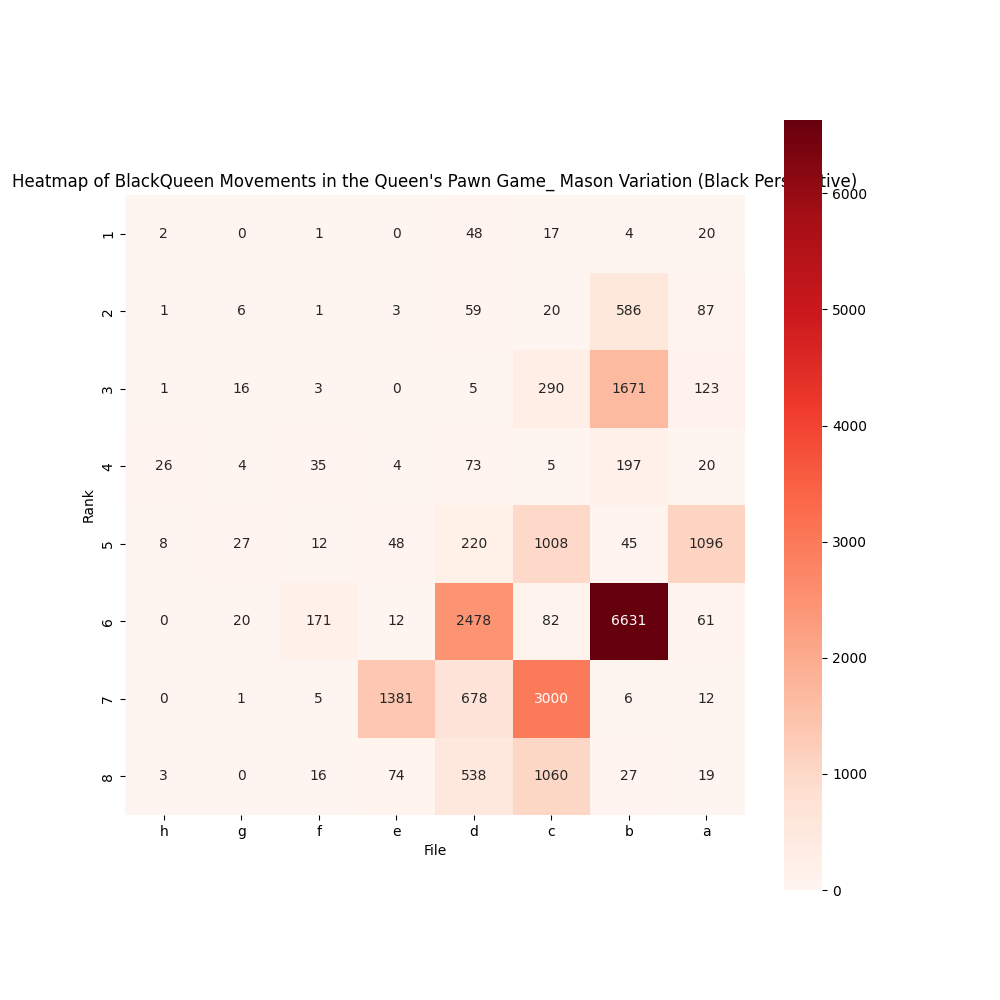 Heatmap of BlackQueen Movements in the Queen's Pawn Game_ Mason Variation (Black Pers tive)
6000
1 2 0 1 0 48 17 4 20
5000
2 1 6 1 3 59 20 586 87
3 1 16 3 0 5 290 1671 123
4000
4 26 4 35 4 73 5 197 20
Rank
3000
5 8 27 12 48 220 1008 45 1096
6 0 20 171 12 2478 82 6631 61
2000
7 0 1 5 1381 678 3000 6 12
1000
8 3 0 16 74 538 1060 27 19
h g f e d c b a
File
0